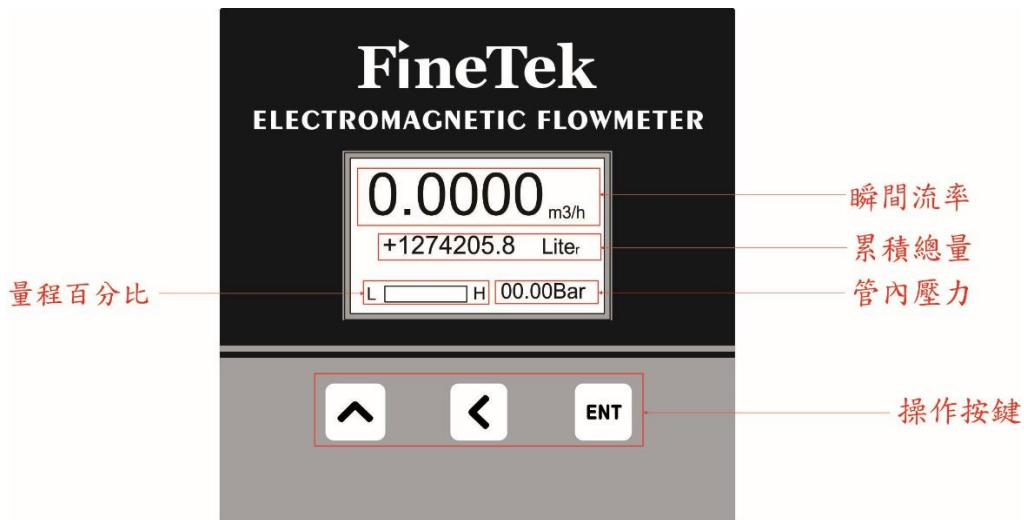 FineTek
ELECTROMAGNETIC FLOWMETER
0.0000 m3/h
瞬間流率
+1274205.8 Liter
累積總量
量程百分比
L H 00.00Bar
管內壓力
ENT
操作按鍵